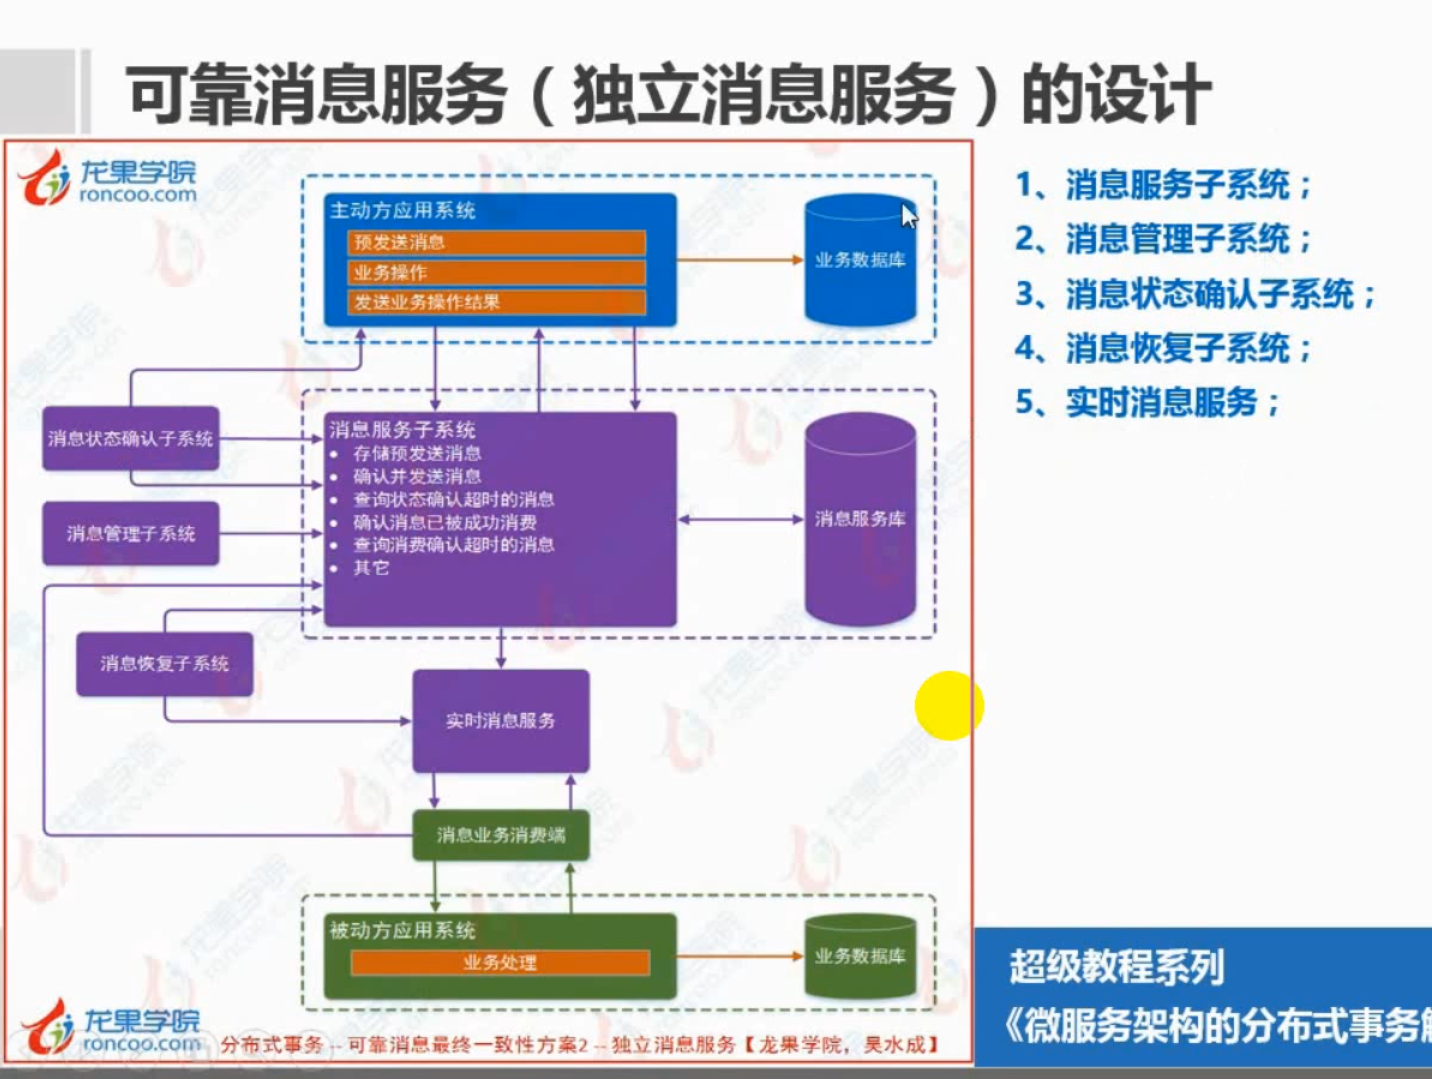 可靠消息服务（独立消息服务）的设计
龙果学院
roncoo.com
主动方应用系统
预发送消息
业务操作
发送业务操作结果
业务数据库
1、消息服务子系统；
2、消息管理子系统；
3、消息状态确认子系统；
4、消息恢复子系统；
5、实时消息服务；
消息状态确认子系统
消息管理子系统
消息恢复子系统
消息服务子系统
• 存储预发送消息
• 确认并发送消息
• 查询状态确认超时的消息
• 确认消息已被成功消费
• 查询消费确认超时的消息
• 其它
消息服务库
实时消息服务
消息业务消费端
被动方应用系统
业务处理
业务数据库
龙果学院
roncoo.com
分布式事务 – 可靠消息最终一致性方案2 – 独立消息服务【龙果学院，吴水成】
超级教程系列
《微服务架构的分布式事务解